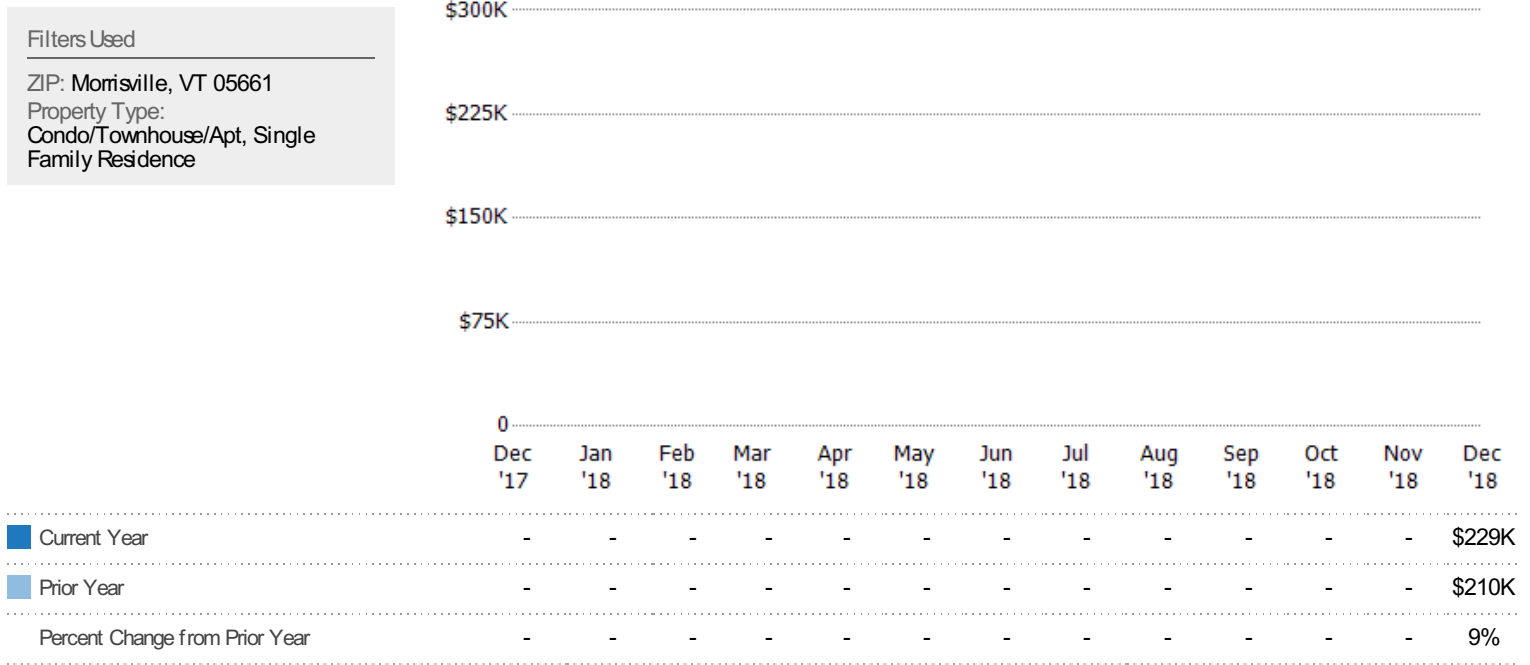 Filters Used
ZIP: Morrisville, VT 05661
Property Type:
Condo/Townhouse/Apt, Single
Family Residence
$300K
$225K
$150K
$75K
0
Dec '17 Jan '18 Feb '18 Mar '18 Apr '18 May '18 Jun '18 Jul '18 Aug '18 Sep '18 Oct '18 Nov '18 Dec '18
Current Year - - - - - - - - - - - - $229K
Prior Year - - - - - - - - - - - - $210K
Percent Change from Prior Year - - - - - - - - - - - - 9%